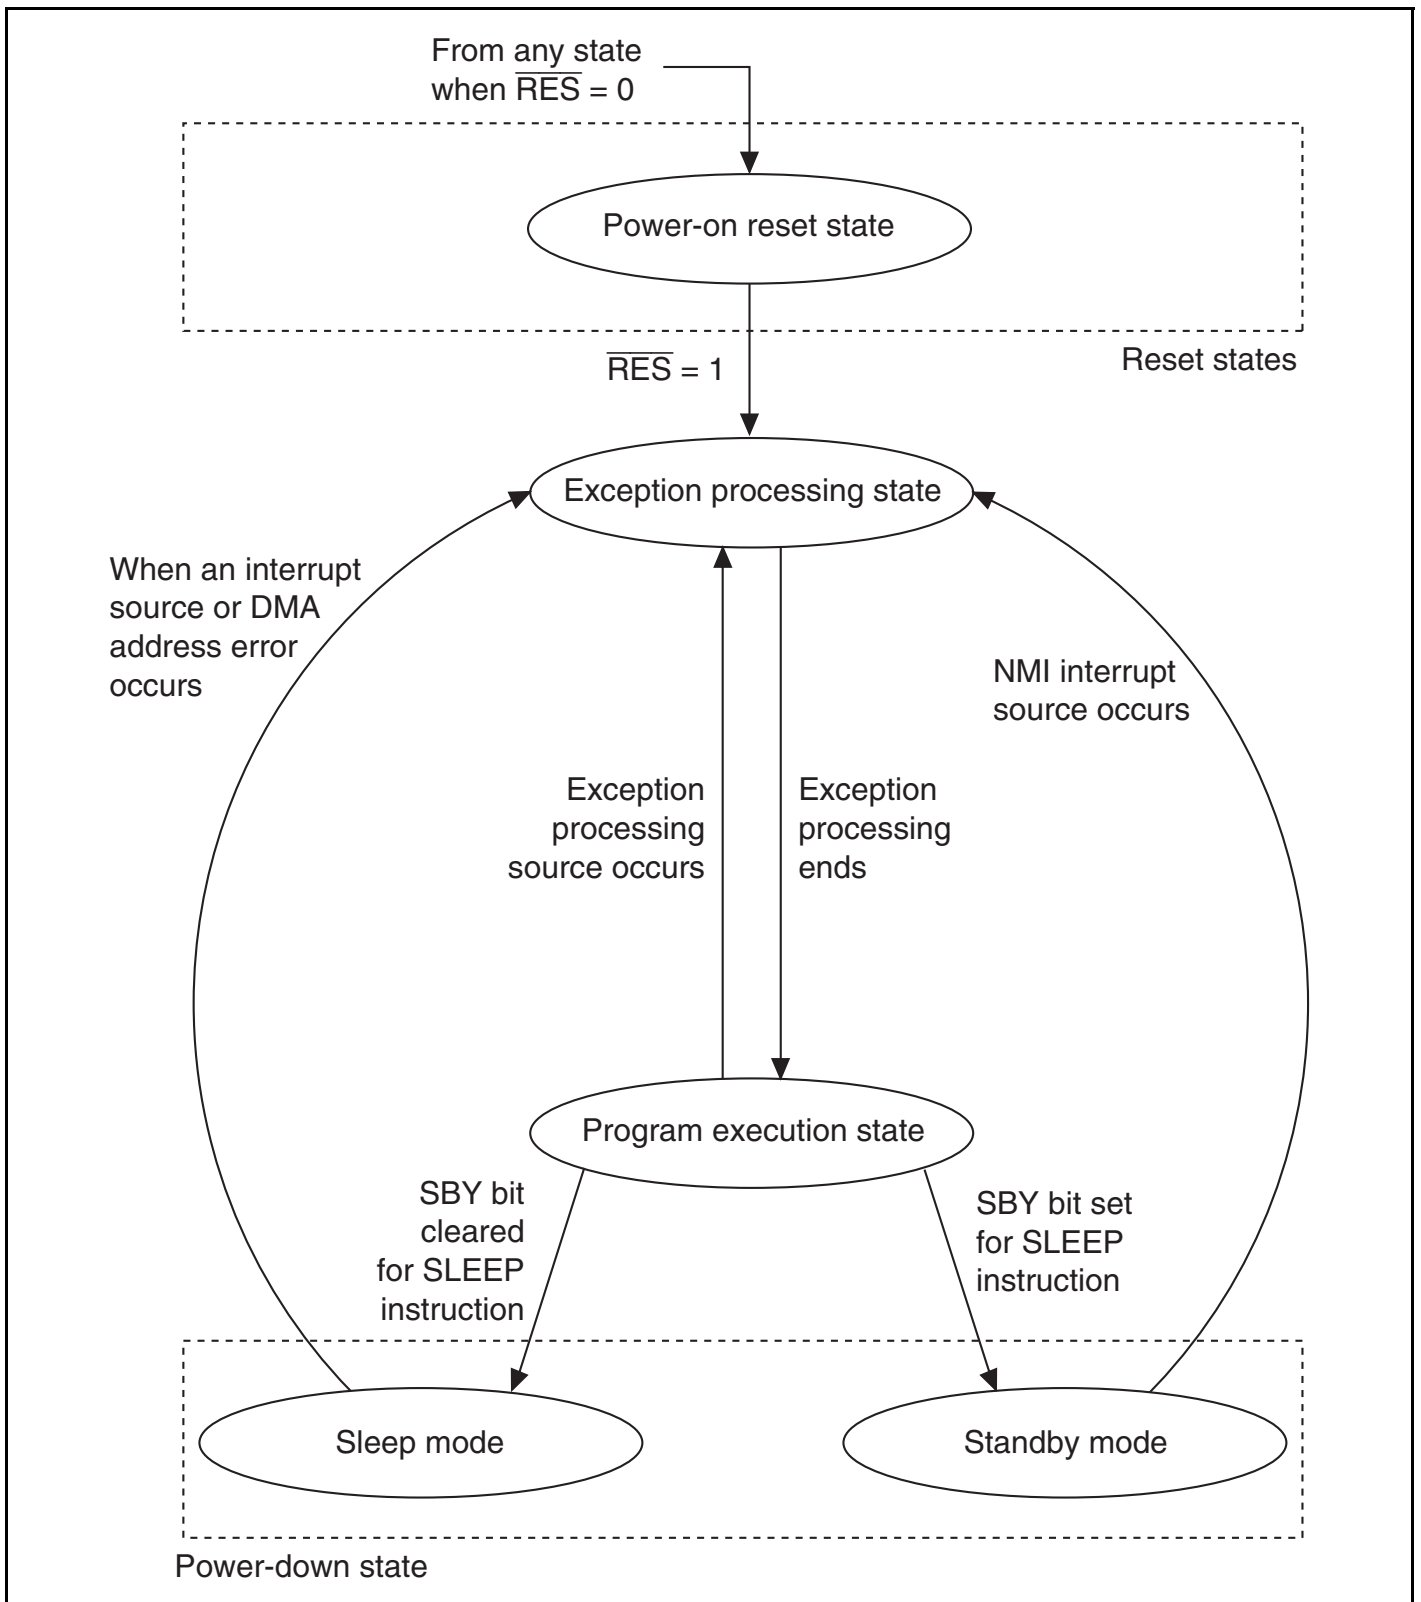 From any state
when R̅E̅S̅ = 0
Power-on reset state
R̅E̅S̅ = 1
Reset states
Exception processing state
When an interrupt
source or DMA
address error
occurs
NMI interrupt
source occurs
Exception
processing
source occurs
Exception
processing
ends
Program execution state
SBY bit
cleared
for SLEEP
instruction
SBY bit set
for SLEEP
instruction
Sleep mode
Standby mode
Power-down state